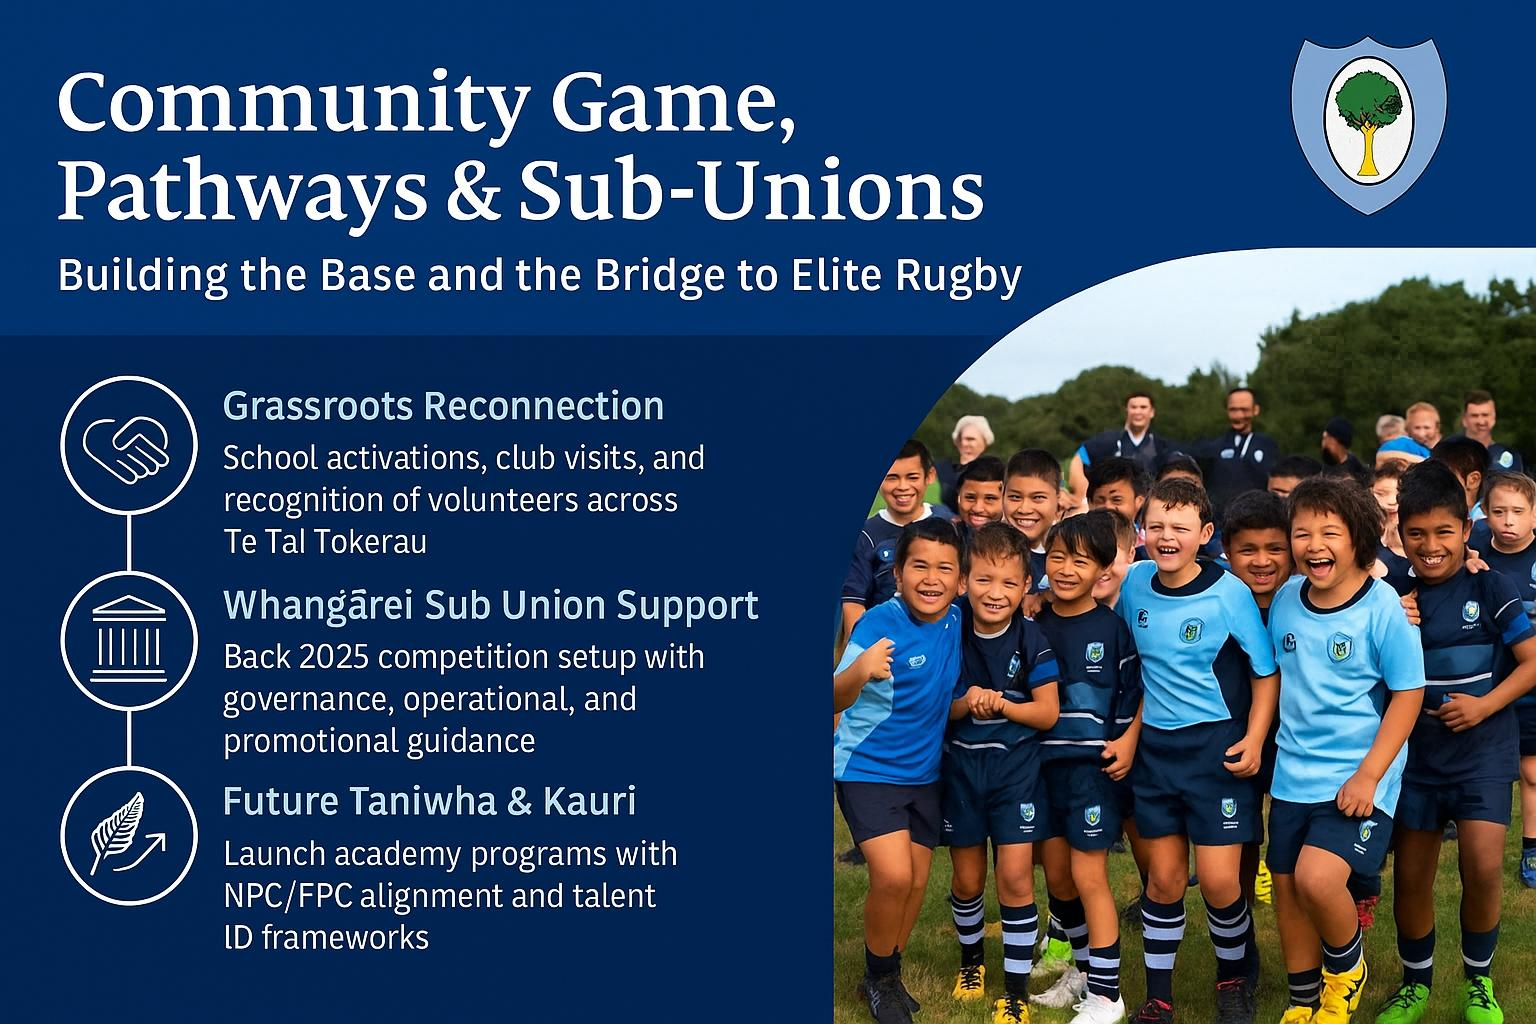 Community Game,
Pathways & Sub-Unions
Building the Base and the Bridge to Elite Rugby
Grassroots Reconnection
School activations, club visits, and
recognition of volunteers across
Te Tal Tokerau
Whanģārei Sub Union Support
Back 2025 competition setup with
governance, operational, and
promotional guidance
Future Taniwha & Kauri
Launch academy programs with
NPC/FPC alignment and talent
ID frameworks